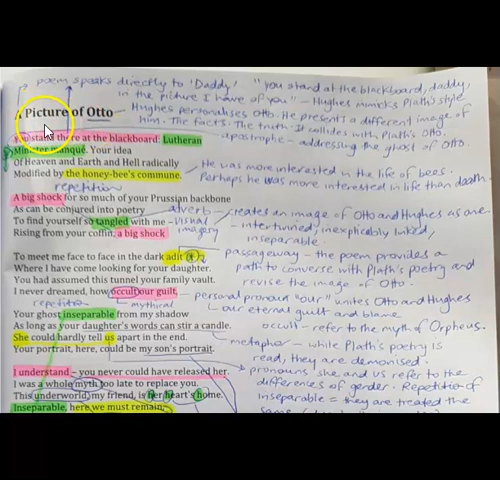 poem speaks directly to 'Daddy' "you stand at the blackboard, daddy
in the picture I have of you" – Hughes mimicks Plath's style
A Picture of Otto
Hughes personalises Otto. He presents a different image of
him. The facts. The truth. It collides with Plath's Otto.
You stand there at the blackboard: Lutheran
apostrophe - addressing the ghost of Otto.
Minister manqué. Your idea
Of Heaven and Earth and Hell radically
Modified by the honey-bee's commune.
He was more interested in the life of bees.
Perhaps he was more interested in life than death.
repetition
A big shock for so much of your Prussian backbone
As can be conjured into poetry
adverb
creates an image of Otto and Hughes as one
To find yourself so tangled with me –
visual imagery
- intertwined, inexplicably linked,
inseparable.
Rising from your coffin, a big shock
To meet me face to face in the dark adit
passageway – the poem provides a
path to converse with Plath's poetry and
revise the image of Otto.
Where I have come looking for your daughter.
You had assumed this tunnel your family vault.
I never dreamed, how occult our guilt,
- personal pronoun "our" unites Otto and Hughes
- our eternal guilt and blame
repetition
mythical
Your ghost inseparable from my shadow
occult - refer to the myth of Orpheus.
As long as your daughter's words can stir a candle.
She could hardly tell us apart in the end.
metaphor - while Plath's poetry is
read, they are demonised.
Your portrait, here, could be my son's portrait.
I understand – you never could have released her.
pronouns she and us refer to the
differences of gender. Repetition of
inseparable = they are treated the
same
I was a whole myth too late to replace you.
This underworld, my friend, is her heart's home.
Inseparable, here we must remain,